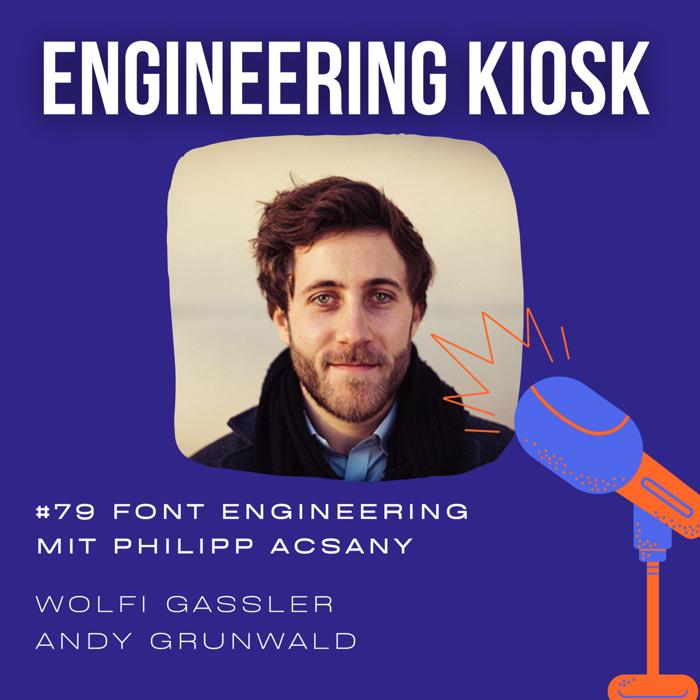 ENGINEERING KIOSK
#79 FONT ENGINEERING
MIT PHILIPP ACSANY
WOLFI GASSLER
ANDY GRUNWALD